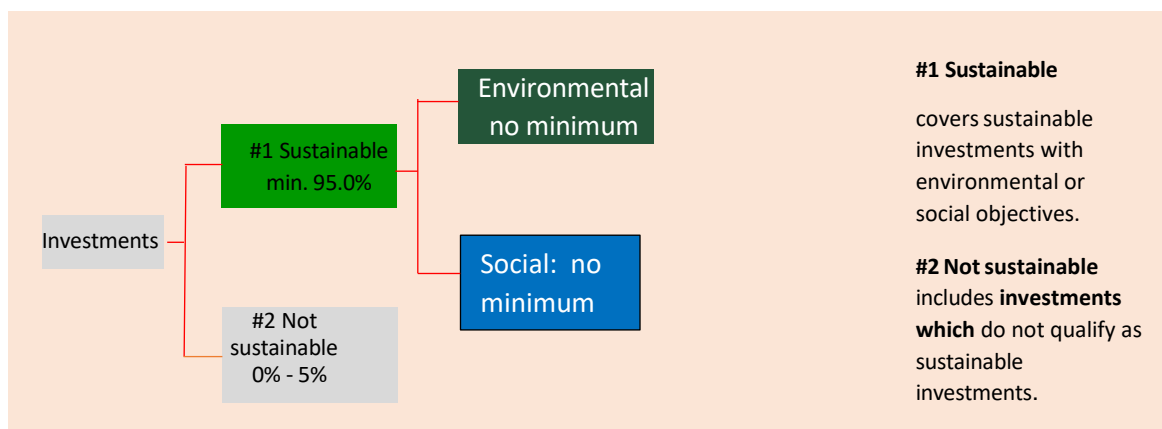 Investments
#1 Sustainable
min. 95.0%
#2 Not
sustainable
0% - 5%
Environmental
no minimum
Social:  no
minimum
#1 Sustainable
covers sustainable
investments with
environmental or
social objectives.
#2 Not sustainable
includes investments
which do not qualify as
sustainable
investments.